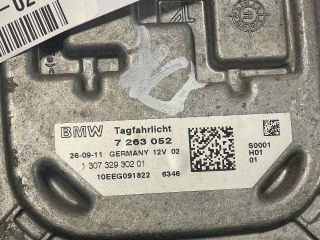 -02
BMW Tagfahrlicht
7 263 052
26-09-11 GERMANY 12V 02
1 307 329 302 01
10EEG091822 6346
S0001
H01
01